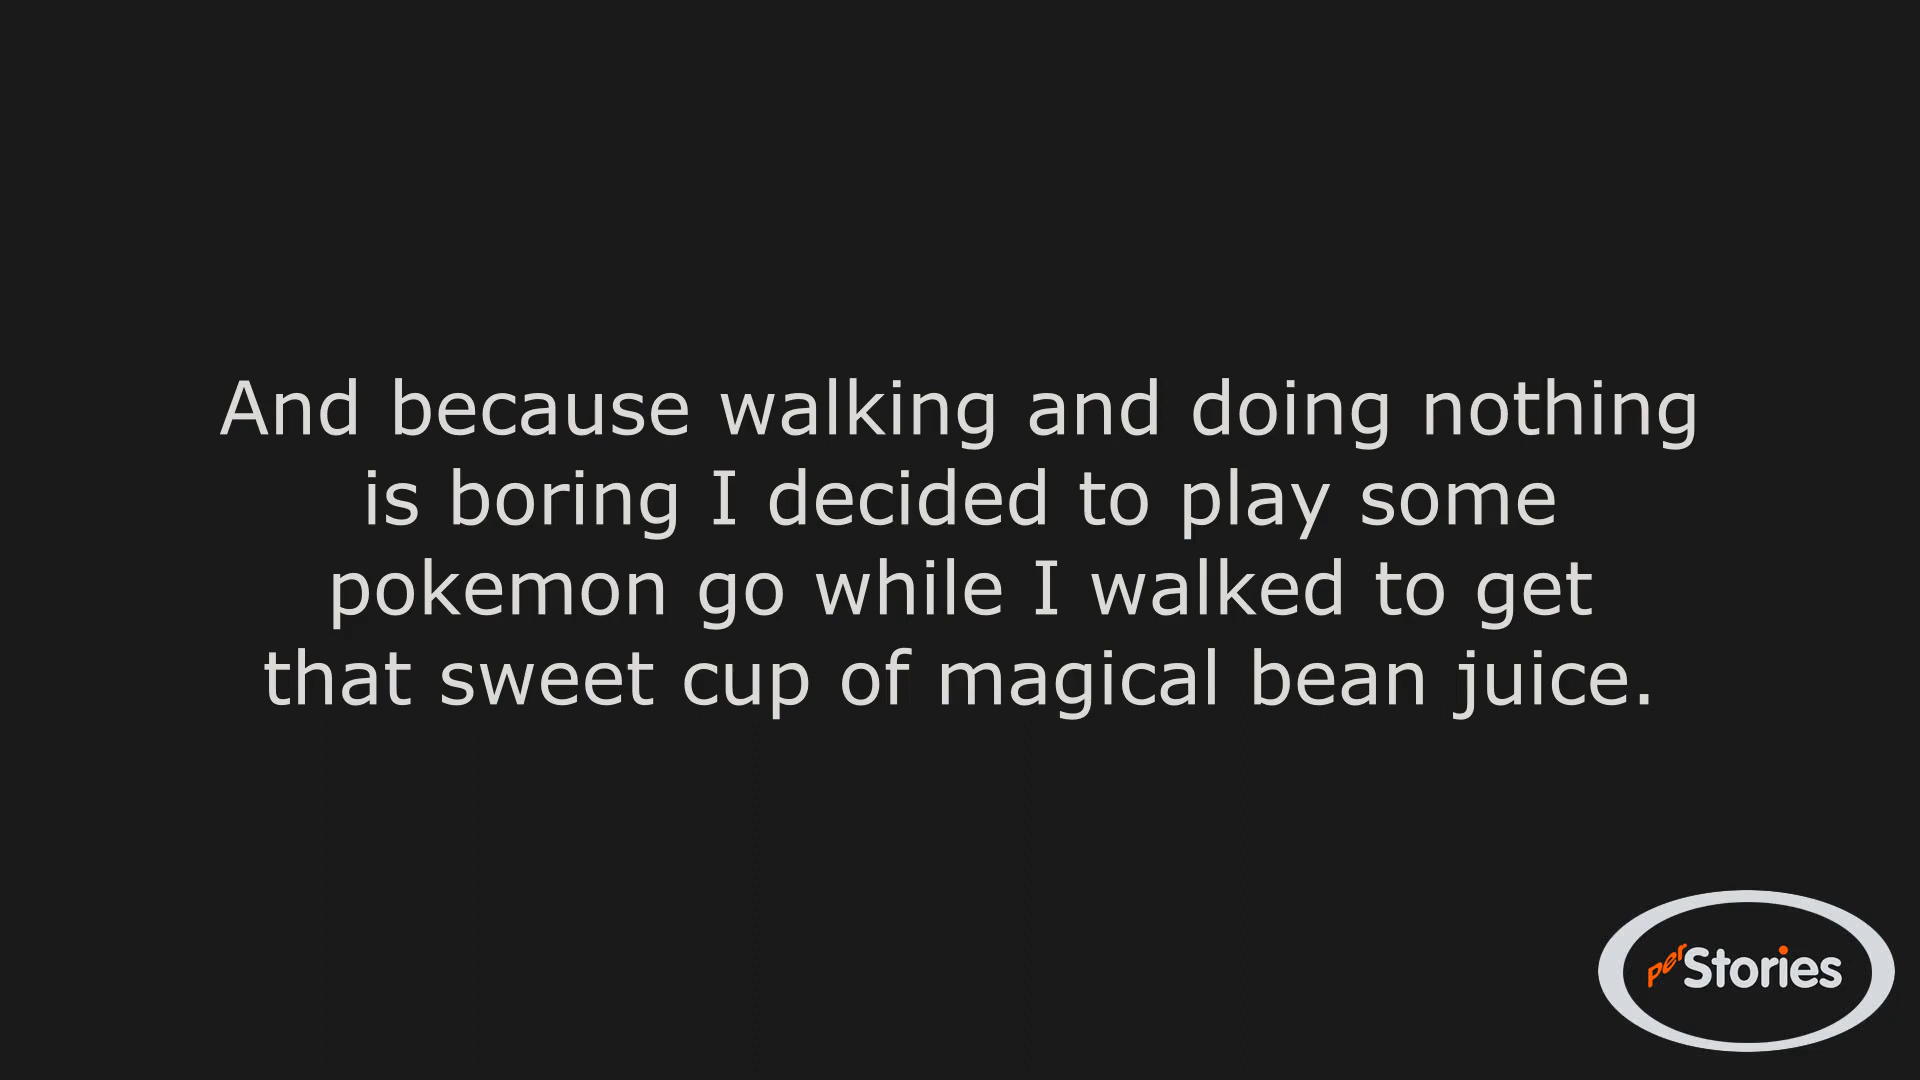 And because walking and doing nothing
is boring I decided to play some
pokemon go while I walked to get
that sweet cup of magical bean juice.
perStories